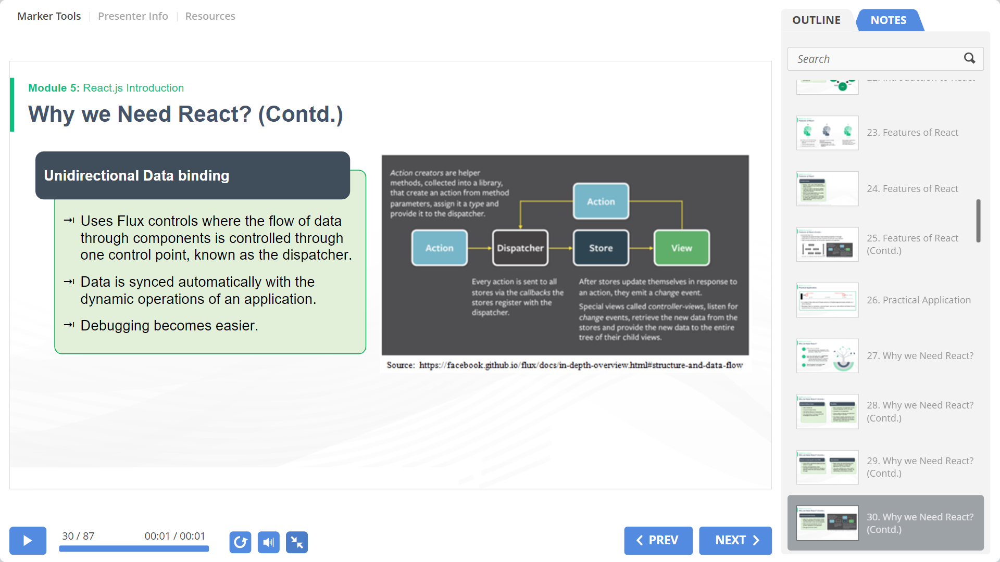 Marker Tools
Presenter Info
Resources
OUTLINE
NOTES
Search
Module 5: React.js Introduction
Why we Need React? (Contd.)
Unidirectional Data binding
Uses Flux controls where the flow of data
through components is controlled through
one control point, known as the dispatcher.
Data is synced automatically with the
dynamic operations of an application.
Debugging becomes easier.
Action creators are helper
methods, collected into a library,
that create an action from method
parameters, assign it a type and
provide it to the dispatcher.
Action
Action
Dispatcher
Store
View
Every action is sent to all
stores via the callbacks the
stores register with the
dispatcher.
After stores update themselves in response to
an action, they emit a change event.
Special views called controller-views, listen for
change events, retrieve the new data from the
stores and provide the new data to the entire
tree of their child views.
Source: https://facebook.github.io/flux/docs/in-depth-overview.html#structure-and-data-flow
22. Introduction to React
23. Features of React
24. Features of React
25. Features of React
(Contd.)
26. Practical Application
27. Why we Need React?
28. Why we Need React?
(Contd.)
29. Why we Need React?
(Contd.)
30. Why we Need React?
(Contd.)
30 / 87
00:01 / 00:01
PREV
NEXT